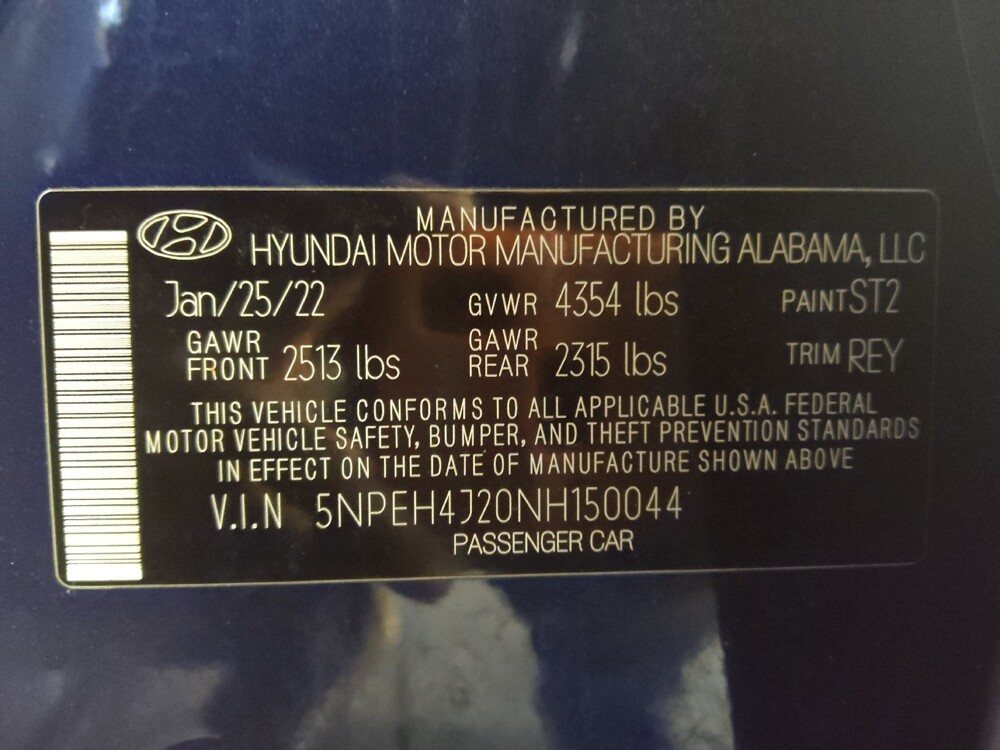 MANUFACTURED BY
HYUNDAI MOTOR MANUFACTURING ALABAMA, LLC
Jan/25/22 GVWR 4354 lbs PAINT ST2
GAWR FRONT 2513 lbs GAWR REAR 2315 lbs TRIM REY
THIS VEHICLE CONFORMS TO ALL APPLICABLE U.S.A. FEDERAL
MOTOR VEHICLE SAFETY, BUMPER, AND THEFT PREVENTION STANDARDS
IN EFFECT ON THE DATE OF MANUFACTURE SHOWN ABOVE
V.I.N 5NPEH4J20NH150044
PASSENGER CAR